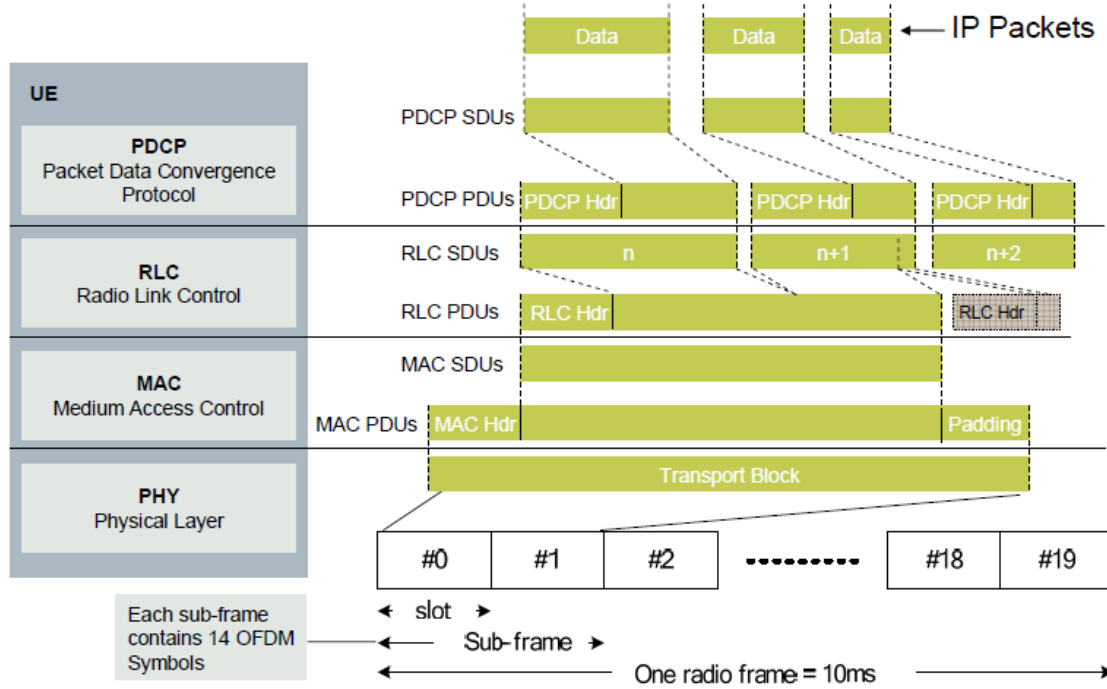 Data
Data
Data
IP Packets
UE
PDCP SDUs
PDCP
Packet Data Convergence
Protocol
PDCP PDUs
PDCP Hdr
PDCP Hdr
PDCP Hdr
RLC SDUs
n
n+1
n+2
RLC
Radio Link Control
RLC PDUs
RLC Hdr
RLC Hdr
MAC SDUs
MAC
Medium Access Control
MAC PDUs
MAC Hdr
Padding
Transport Block
PHY
Physical Layer
#0
#1
#2
#18
#19
slot
Each sub-frame
contains 14 OFDM
Symbols
Sub-frame
One radio frame = 10ms